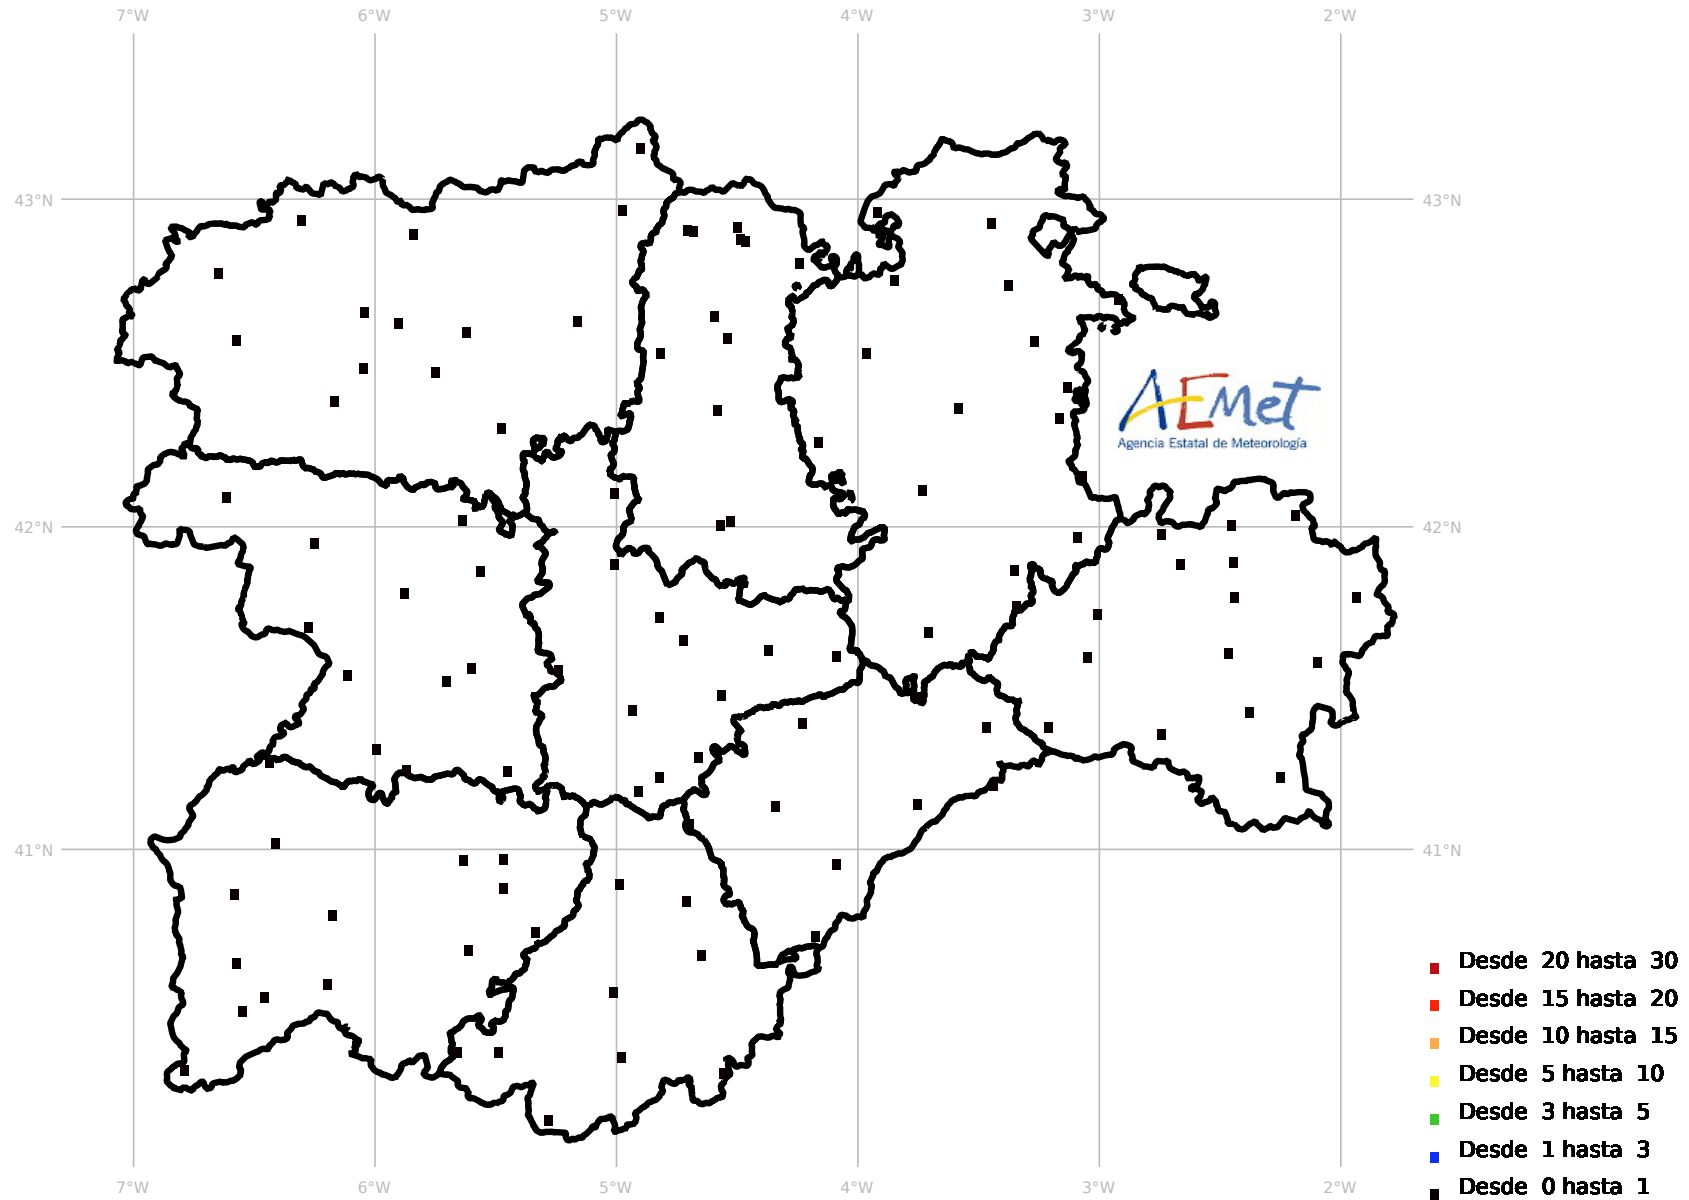 7°W 6°W 5°W 4°W 3°W 2°W
43°N 43°N
AEMet
Agencia Estatal de Meteorología
42°N 42°N
41°N 41°N
Desde 20 hasta 30
Desde 15 hasta 20
Desde 10 hasta 15
Desde 5 hasta 10
Desde 3 hasta 5
Desde 1 hasta 3
Desde 0 hasta 1
7°W 6°W 5°W 4°W 3°W 2°W